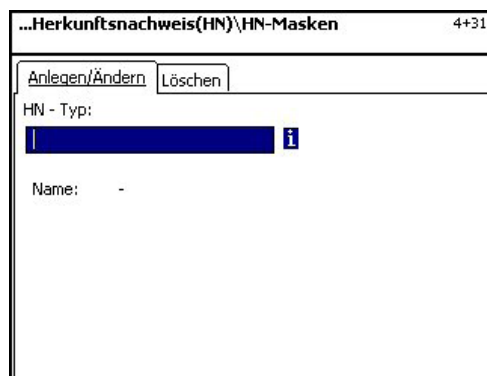 ...Herkunftsnachweis(HN)\HN-Masken 4+31
Anlegen/Ändern Löschen
HN - Typ:
i
Name: -